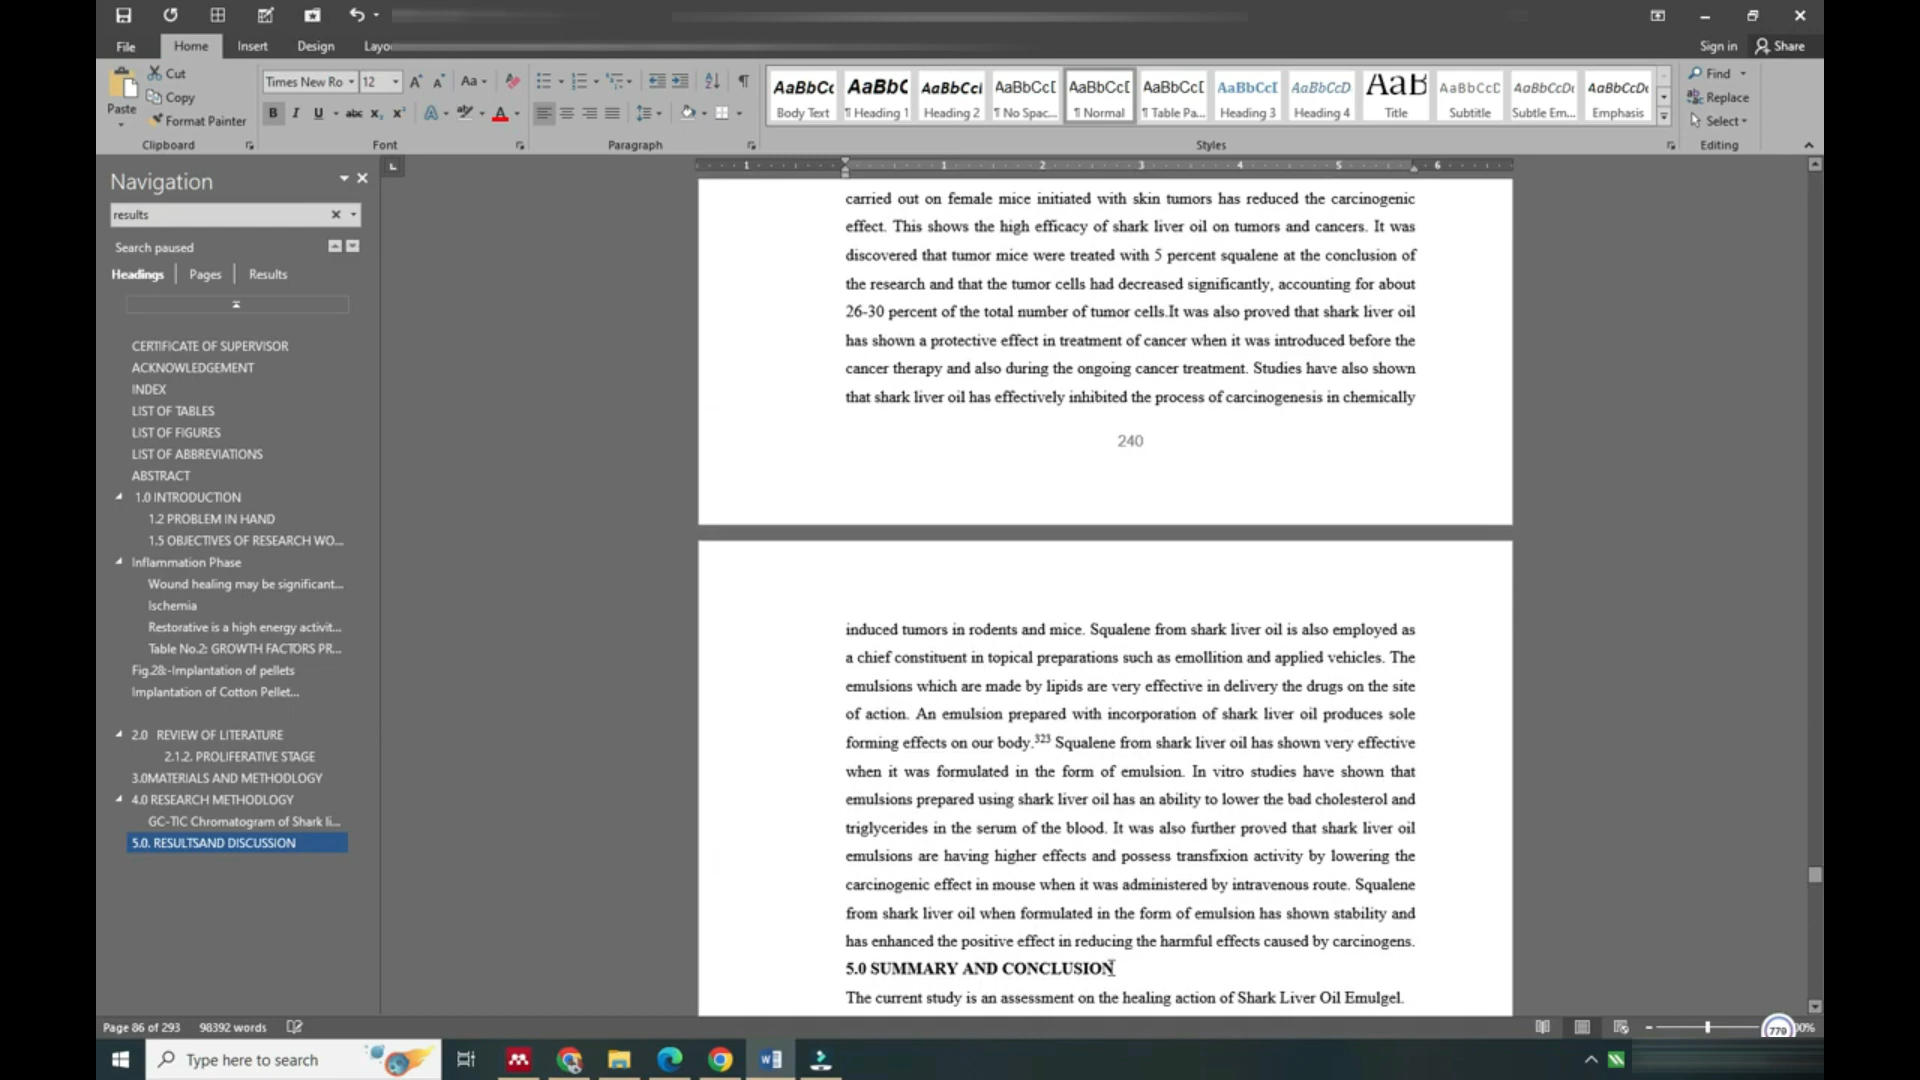 File Home Insert Design Layo Sign in Share
Paste Cut Copy Format Painter
Clipboard
Times New Ro 12 Aa
B I U abc X₂ X² A A
Font
Paragraph
AaBbCc AaBbC AaBbCcI AaBbCcD AaBbCcD AaBbCcD AaBbCcI AaBbCcD AaB AaBbCcD AaBbCcDt AaBbCcDt
Body Text ¶ Heading 1 Heading 2 ¶ No Spac... ¶ Normal ¶ Table Pa... Heading 3 Heading 4 Title Subtitle Subtle Em... Emphasis
Styles
Find
Replace
Select
Editing
Navigation
results
Search paused
Headings Pages Results
CERTIFICATE OF SUPERVISOR
ACKNOWLEDGEMENT
INDEX
LIST OF TABLES
LIST OF FIGURES
LIST OF ABBREVIATIONS
ABSTRACT
1.0 INTRODUCTION
1.2 PROBLEM IN HAND
1.5 OBJECTIVES OF RESEARCH WO...
Inflammation Phase
Wound healing may be significant...
Ischemia
Restorative is a high energy activit...
Table No.2: GROWTH FACTORS PR...
Fig.28:-Implantation of pellets
Implantation of Cotton Pellet...
2.0 REVIEW OF LITERATURE
2.1.2. PROLIFERATIVE STAGE
3.0MATERIALS AND METHODLOGY
4.0 RESEARCH METHODLOGY
GC-TIC Chromatogram of Shark li...
5.0. RESULTSAND DISCUSSION
1 1 2 3 4 5 6
carried out on female mice initiated with skin tumors has reduced the carcinogenic
effect. This shows the high efficacy of shark liver oil on tumors and cancers. It was
discovered that tumor mice were treated with 5 percent squalene at the conclusion of
the research and that the tumor cells had decreased significantly, accounting for about
26-30 percent of the total number of tumor cells.It was also proved that shark liver oil
has shown a protective effect in treatment of cancer when it was introduced before the
cancer therapy and also during the ongoing cancer treatment. Studies have also shown
that shark liver oil has effectively inhibited the process of carcinogenesis in chemically
240
induced tumors in rodents and mice. Squalene from shark liver oil is also employed as
a chief constituent in topical preparations such as emollition and applied vehicles. The
emulsions which are made by lipids are very effective in delivery the drugs on the site
of action. An emulsion prepared with incorporation of shark liver oil produces sole
forming effects on our body.³²³ Squalene from shark liver oil has shown very effective
when it was formulated in the form of emulsion. In vitro studies have shown that
emulsions prepared using shark liver oil has an ability to lower the bad cholesterol and
triglycerides in the serum of the blood. It was also further proved that shark liver oil
emulsions are having higher effects and possess transfixion activity by lowering the
carcinogenic effect in mouse when it was administered by intravenous route. Squalene
from shark liver oil when formulated in the form of emulsion has shown stability and
has enhanced the positive effect in reducing the harmful effects caused by carcinogens.
5.0 SUMMARY AND CONCLUSION
The current study is an assessment on the healing action of Shark Liver Oil Emulgel.
Page 86 of 293 98392 words 779 00%
Type here to search